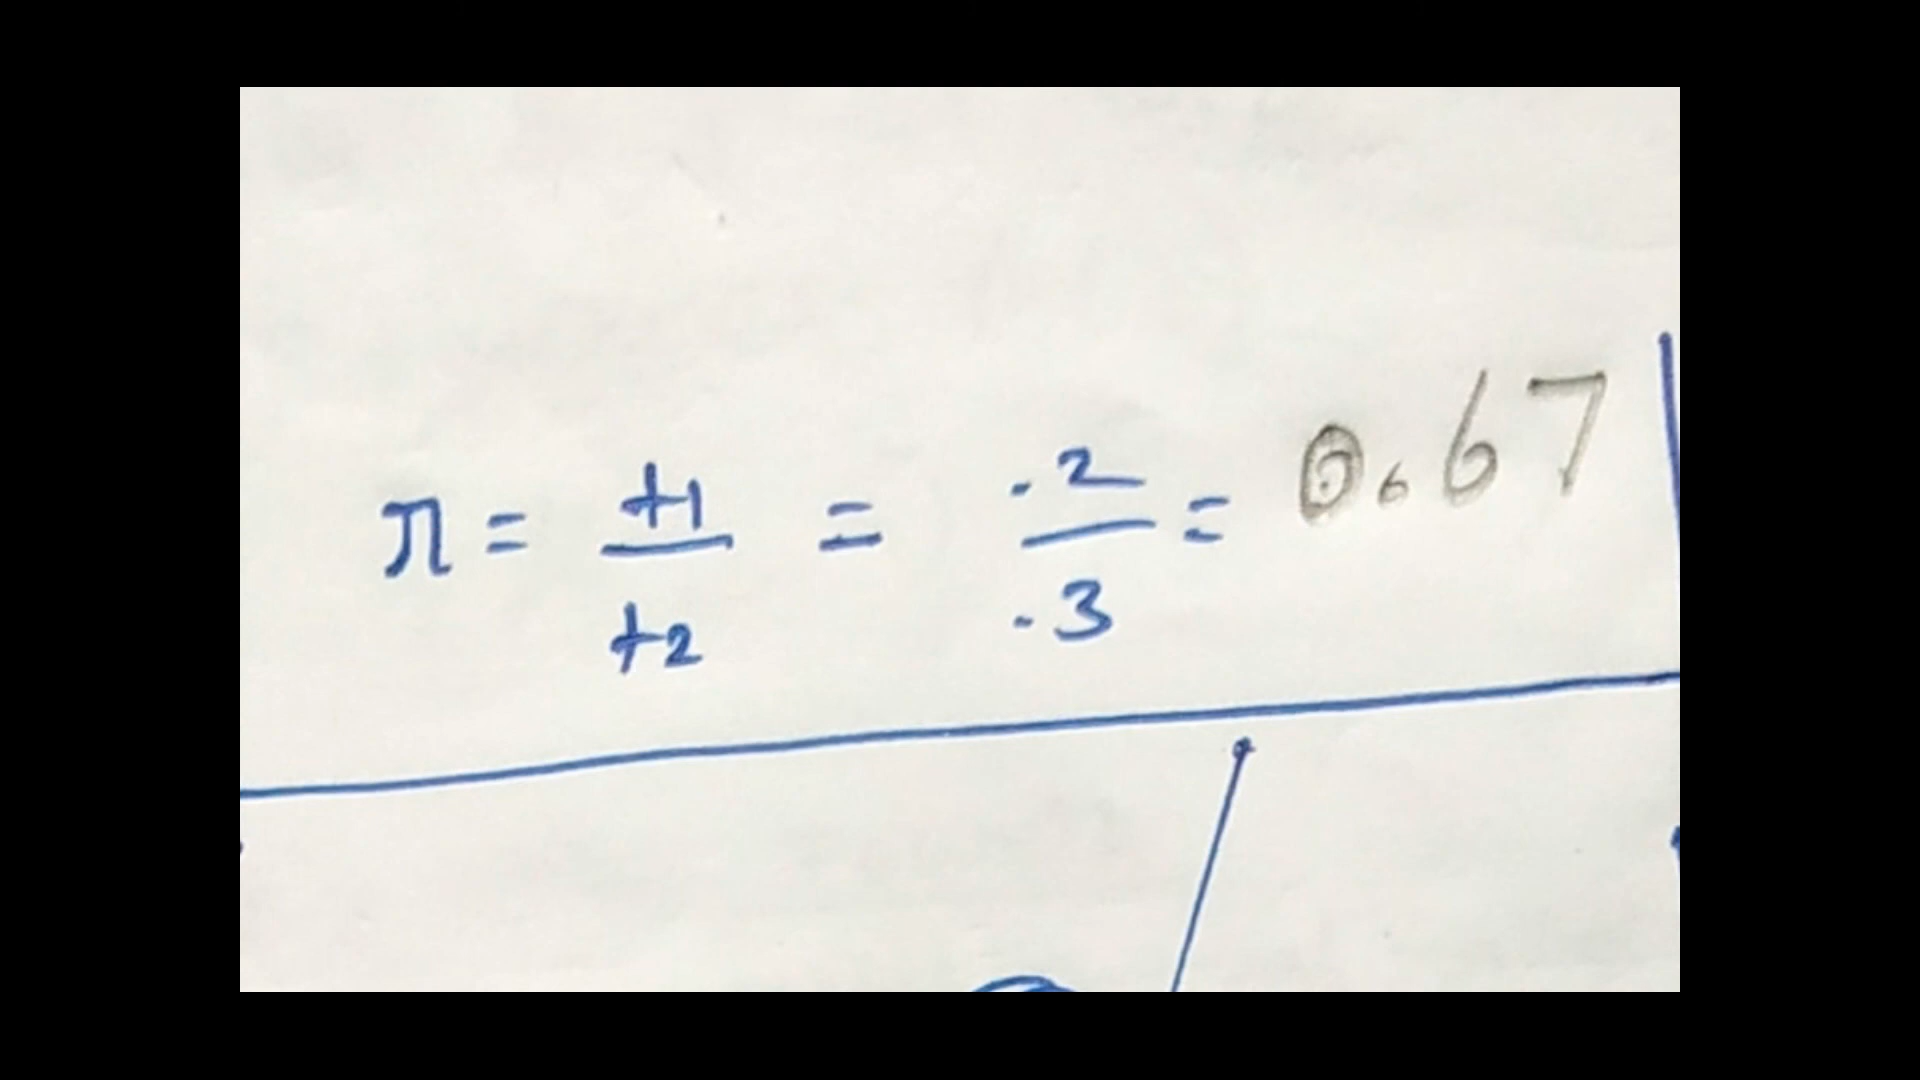 π = t1/t2 = .2/.3 = 0.67